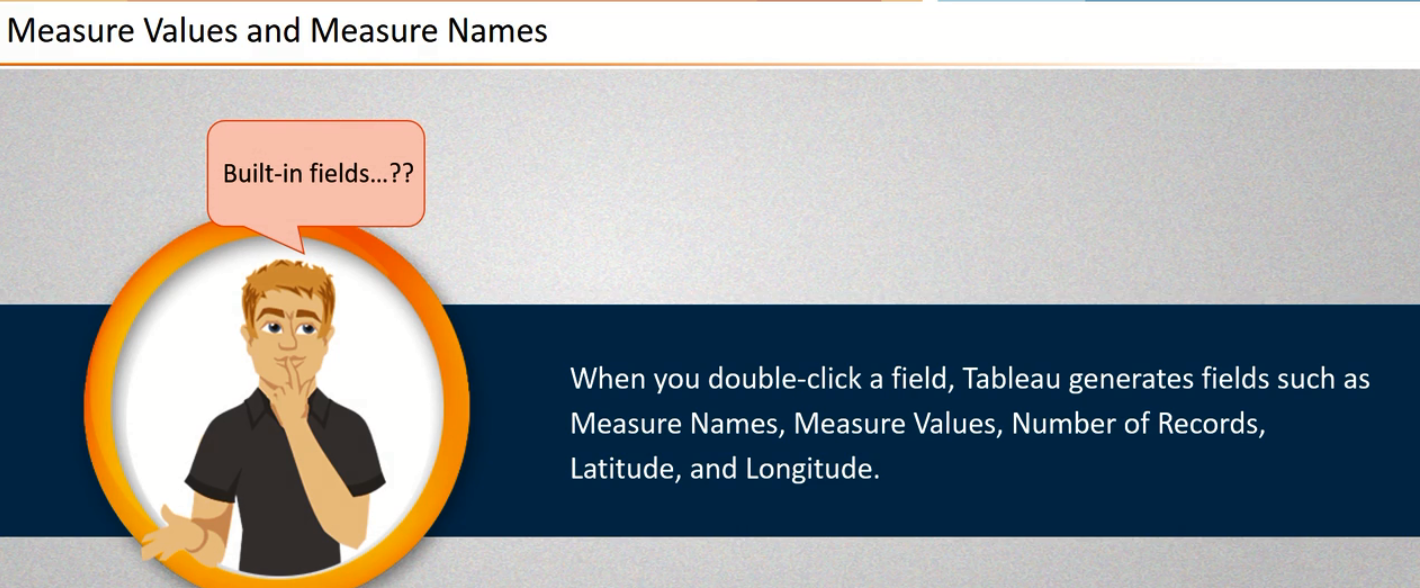 Measure Values and Measure Names
Built-in fields...??
When you double-click a field, Tableau generates fields such as
Measure Names, Measure Values, Number of Records,
Latitude, and Longitude.